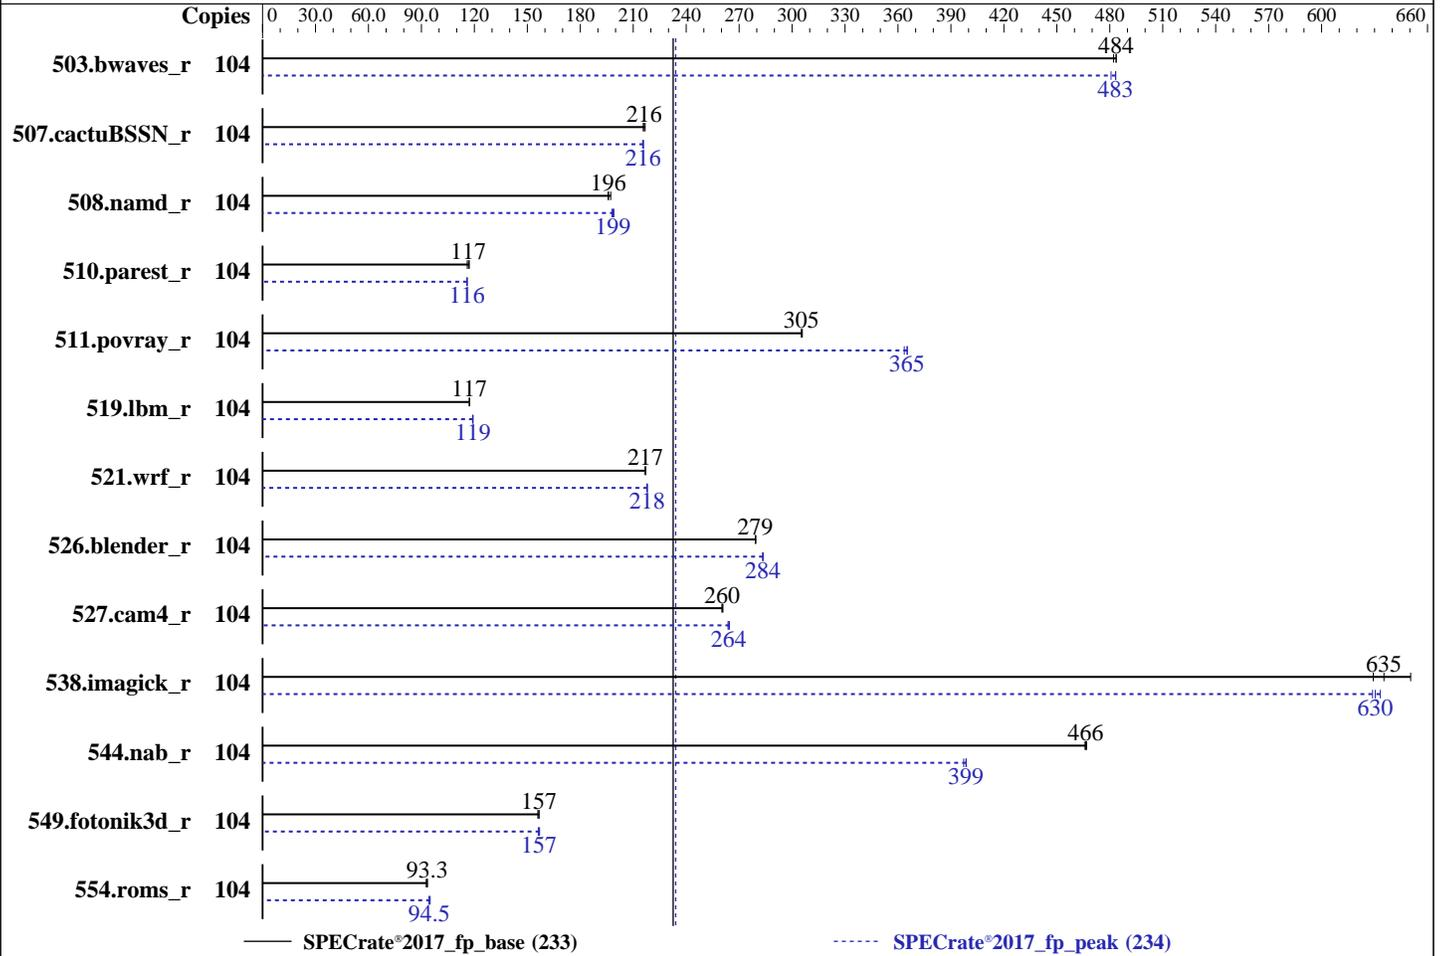 Copies 0 30.0 60.0 90.0 120 150 180 210 240 270 300 330 360 390 420 450 480 510 540 570 600 660
484
503.bwaves_r 104
483
216
507.cactuBSSN_r 104
216
196
508.namd_r 104
199
117
510.parest_r 104
116
305
511.povray_r 104
365
117
519.lbm_r 104
119
217
521.wrf_r 104
218
279
526.blender_r 104
284
260
527.cam4_r 104
264
635
538.imagick_r 104
630
466
544.nab_r 104
399
157
549.fotonik3d_r 104
157
93.3
554.roms_r 104
94.5
SPECrate®2017_fp_base (233) SPECrate®2017_fp_peak (234)